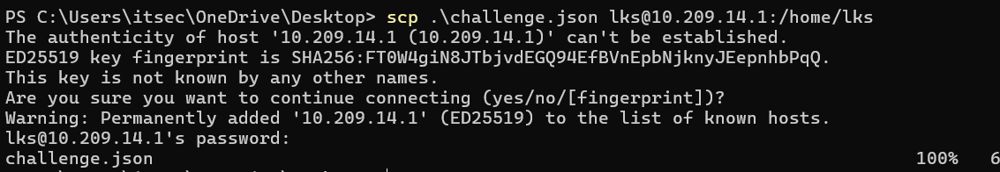 PS C:\Users\itsec\OneDrive\Desktop> scp .\challenge.json lks@10.209.14.1:/home/lks
The authenticity of host '10.209.14.1 (10.209.14.1)' can't be established.
ED25519 key fingerprint is SHA256:FT0W4giN8JTbjvdEGQ94EfBVnEpbNjknyJEepnhbPqQ.
This key is not known by any other names.
Are you sure you want to continue connecting (yes/no/[fingerprint])?
Warning: Permanently added '10.209.14.1' (ED25519) to the list of known hosts.
lks@10.209.14.1's password:
challenge.json 100% 6